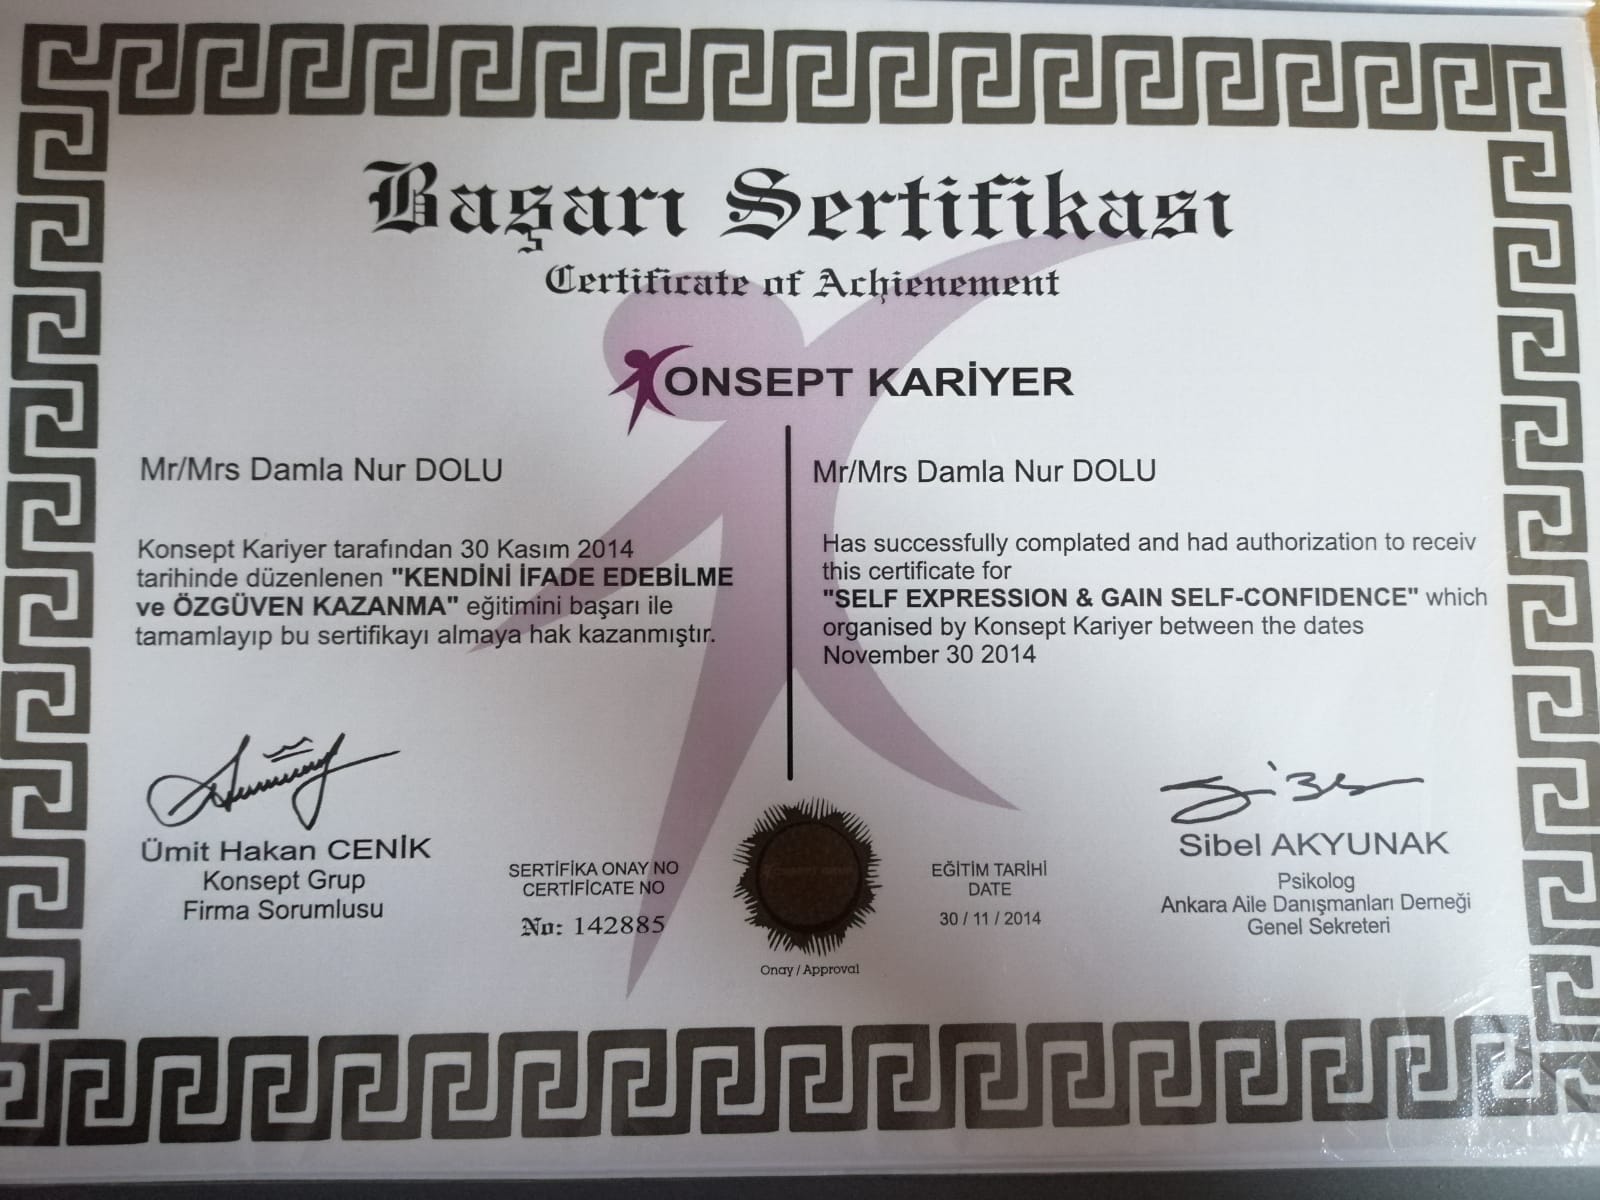 Başarı Sertifikası
Certificate of Achienement
KONSEPT KARİYER
Mr/Mrs Damla Nur DOLU
Konsept Kariyer tarafından 30 Kasım 2014
tarihinde düzenlenen "KENDİNİ İFADE EDEBİLME
ve ÖZGÜVEN KAZANMA" eğitimini başarı ile
tamamlayıp bu sertifikayı almaya hak kazanmıştır.
Mr/Mrs Damla Nur DOLU
Has successfully complated and had authorization to receiv
this certificate for
"SELF EXPRESSION & GAIN SELF-CONFIDENCE" which
organised by Konsept Kariyer between the dates
November 30 2014
Ümit Hakan CENİK
Konsept Grup
Firma Sorumlusu
SERTİFİKA ONAY NO
CERTİFİCATE NO
No: 142885
Onay / Approval
EĞİTİM TARİHİ
DATE
30 / 11 / 2014
Sibel AKYUNAK
Psikolog
Ankara Aile Danışmanları Derneği
Genel Sekreteri